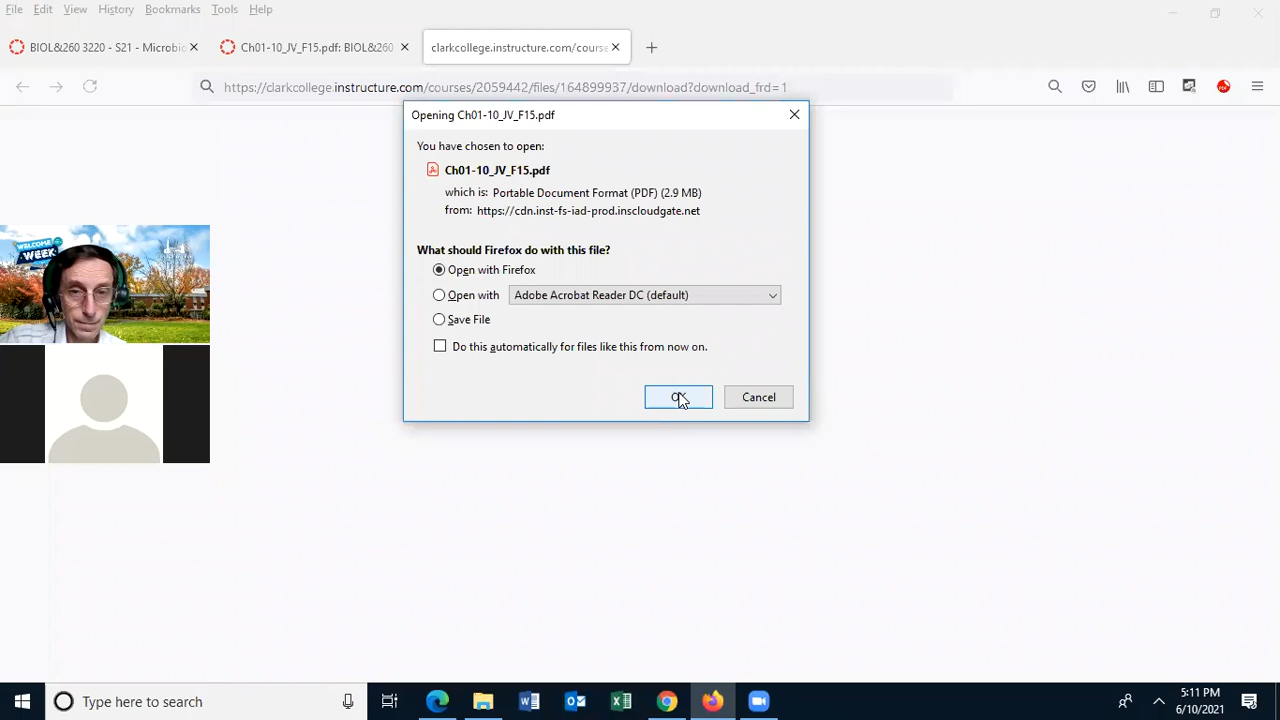 File Edit View History Bookmarks Tools Help
BIOL&260 3220 - S21 - Microbi
Ch01-10_JV_F15.pdf: BIOL&260
clarkcollege.instructure.com/course
https://clarkcollege.instructure.com/courses/2059442/files/164899937/download?download_frd=1
Opening Ch01-10_JV_F15.pdf
You have chosen to open:
Ch01-10_JV_F15.pdf
which is: Portable Document Format (PDF) (2.9 MB)
from: https://cdn.inst-fs-iad-prod.inscloudgate.net
WELCOME
WEEK
What should Firefox do with this file?
Open with Firefox
Open with Adobe Acrobat Reader DC (default)
Save File
Do this automatically for files like this from now on.
OK Cancel
Type here to search
5:11 PM
6/10/2021